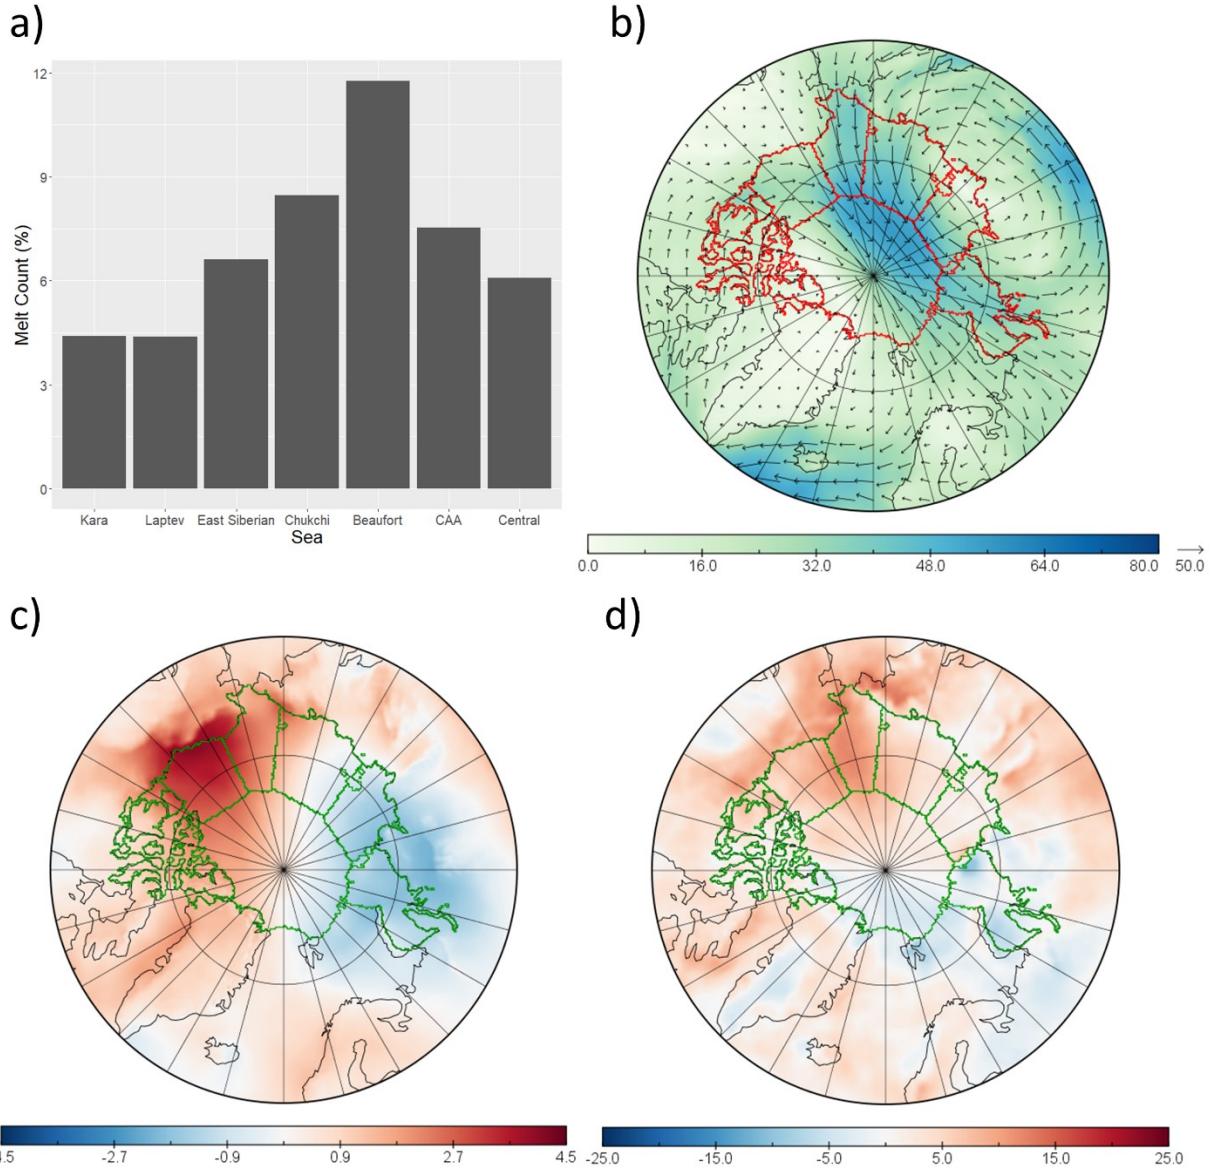 a)
b)
12
9
6
3
0
Melt Count (%)
Kara Laptev East Siberian Chukchi Beaufort CAA Central
Sea
0.0 16.0 32.0 48.0 64.0 80.0 50.0
c)
d)
-2.7 -0.9 0.9 2.7 4.5
-25.0 -15.0 -5.0 5.0 15.0 25.0